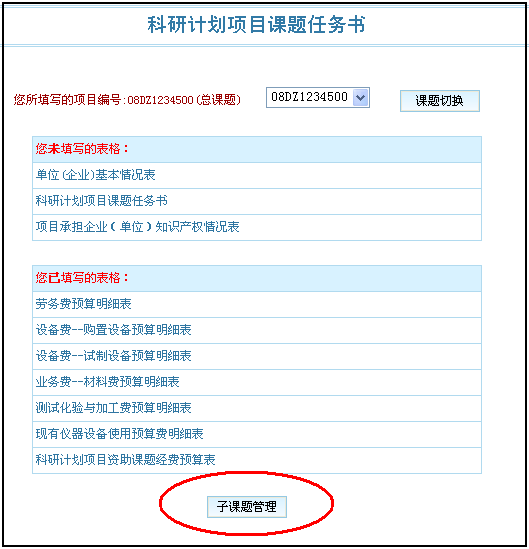 科研计划项目课题任务书
您所填写的项目编号:08DZ1234500(总课题) 08DZ1234500 课题切换
您未填写的表格：
单位(企业)基本情况表
科研计划项目课题任务书
项目承担企业（单位）知识产权情况表
您已填写的表格：
劳务费预算明细表
设备费--购置设备预算明细表
设备费--试制设备预算明细表
业务费--材料费预算明细表
测试化验与加工费预算明细表
现有仪器设备使用预算费明细表
科研计划项目资助课题经费预算表
子课题管理